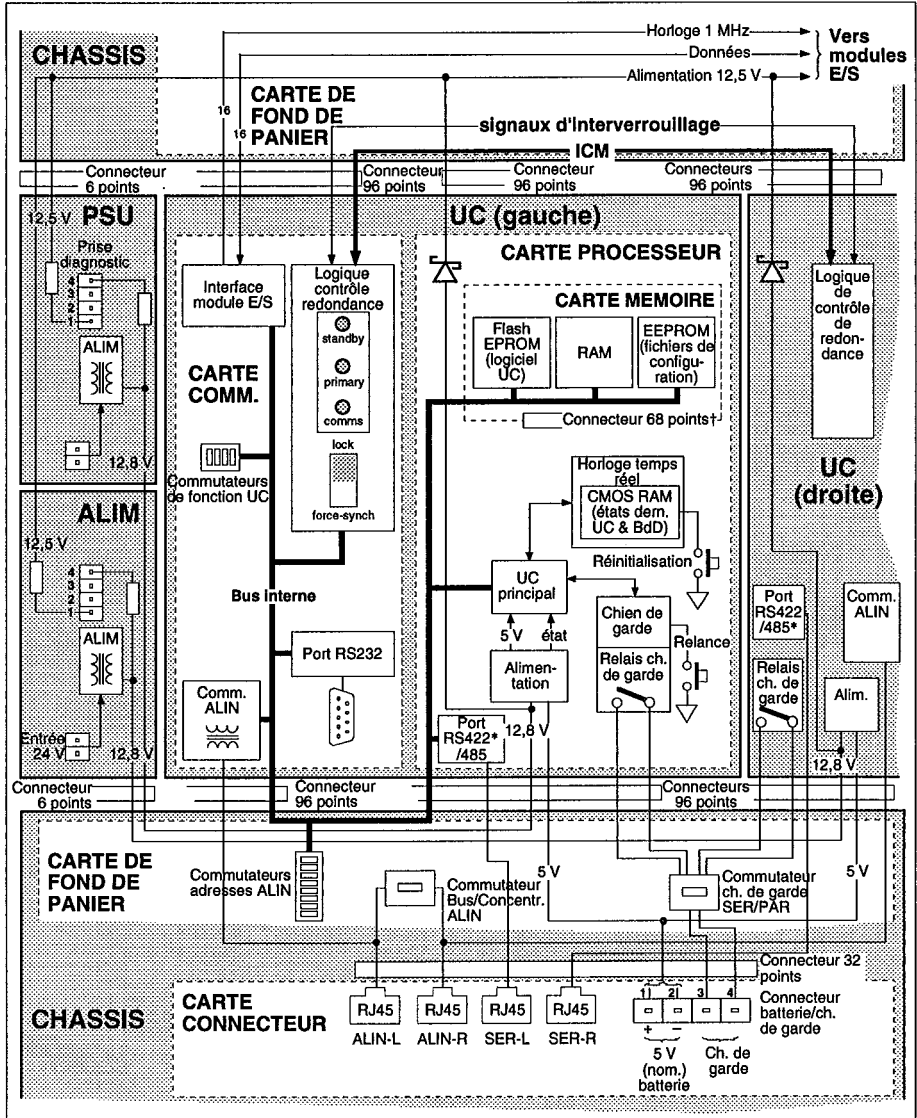 Horloge 1 MHz
Données
Alimentation 12,5 V
Vers
modules
E/S
CHASSIS
CARTE DE
FOND DE
PANIER
16
16
signaux d'interverrouillage
ICM
Connecteur
6 points
Connecteur
96 points
Connecteur
96 points
Connecteurs
96 points
12,5 V
PSU
Prise
diagnostic
4
3
2
1
ALIM
12,8 V
UC (gauche)
Interface
module E/S
Logique
contrôle
redondance
standby
primary
comms
lock
force-synch
CARTE
COMM.
Commutateurs
de fonction UC
CARTE PROCESSEUR
CARTE MEMOIRE
Flash
EPROM
(logiciel
UC)
RAM
EEPROM
(fichiers de
configu-
ration)
Connecteur 68 points†
Logique
de
contrôle
de
redon-
dance
UC
(droite)
ALIM
12,5 V
4
3
2
1
ALIM
Entrée
24 V
12,8 V
Bus Interne
Port RS232
Comm.
ALIN
Horloge temps
réel
CMOS RAM
(états dern.
UC & BdD)
Réinitialisation
UC
principal
5 V
état
Alimen-
tation
Chien de
garde
Relance
Relais ch.
de garde
Port
RS422*
/485
12,8 V
Port
RS422
/485*
Comm.
ALIN
Relais
ch. de
garde
Alim.
12,8 V
Connecteur
6 points
Connecteur
96 points
Connecteurs
96 points
CARTE DE
FOND DE
PANIER
Commutateurs
adresses ALIN
Commutateur
Bus/Concentr.
ALIN
5 V
Commutateur
ch. de garde
SER/PAR
5 V
Connecteur 32
points
CHASSIS
CARTE
CONNECTEUR
RJ45
RJ45
RJ45
RJ45
ALIN-L
ALIN-R
SER-L
SER-R
1
2
3
4
+
−
Connecteur
batterie/ch.
de garde
5 V
(nom.)
batterie
Ch. de
garde